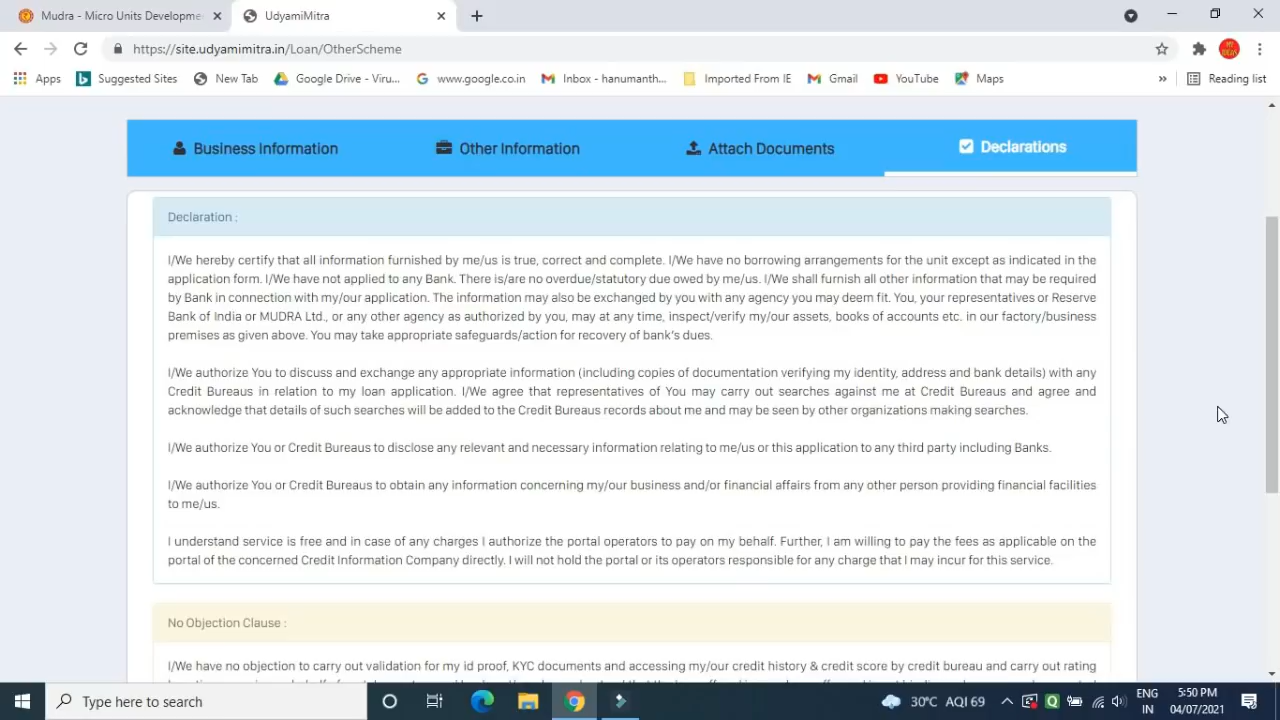 Mudra - Micro Units Developme
UdyamiMitra
https://site.udyamimitra.in/Loan/OtherScheme
Apps
Suggested Sites
New Tab
Google Drive - Viru...
www.google.co.in
Inbox - hanumanth...
Imported From IE
Gmail
YouTube
Maps
»
Reading list
Business Information
Other Information
Attach Documents
Declarations
Declaration :
I/We hereby certify that all information furnished by me/us is true, correct and complete. I/We have no borrowing arrangements for the unit except as indicated in the
application form. I/We have not applied to any Bank. There is/are no overdue/statutory due owed by me/us. I/We shall furnish all other information that may be required
by Bank in connection with my/our application. The information may also be exchanged by you with any agency you may deem fit. You, your representatives or Reserve
Bank of India or MUDRA Ltd., or any other agency as authorized by you, may at any time, inspect/verify my/our assets, books of accounts etc. in our factory/business
premises as given above. You may take appropriate safeguards/action for recovery of bank's dues.
I/We authorize You to discuss and exchange any appropriate information (including copies of documentation verifying my identity, address and bank details) with any
Credit Bureaus in relation to my loan application. I/We agree that representatives of You may carry out searches against me at Credit Bureaus and agree and
acknowledge that details of such searches will be added to the Credit Bureaus records about me and may be seen by other organizations making searches.
I/We authorize You or Credit Bureaus to disclose any relevant and necessary information relating to me/us or this application to any third party including Banks.
I/We authorize You or Credit Bureaus to obtain any information concerning my/our business and/or financial affairs from any other person providing financial facilities
to me/us.
I understand service is free and in case of any charges I authorize the portal operators to pay on my behalf. Further, I am willing to pay the fees as applicable on the
portal of the concerned Credit Information Company directly. I will not hold the portal or its operators responsible for any charge that I may incur for this service.
No Objection Clause :
I/We have no objection to carry out validation for my id proof, KYC documents and accessing my/our credit history & credit score by credit bureau and carry out rating
Type here to search
30°C AQI 69
ENG
IN
5:50 PM
04/07/2021